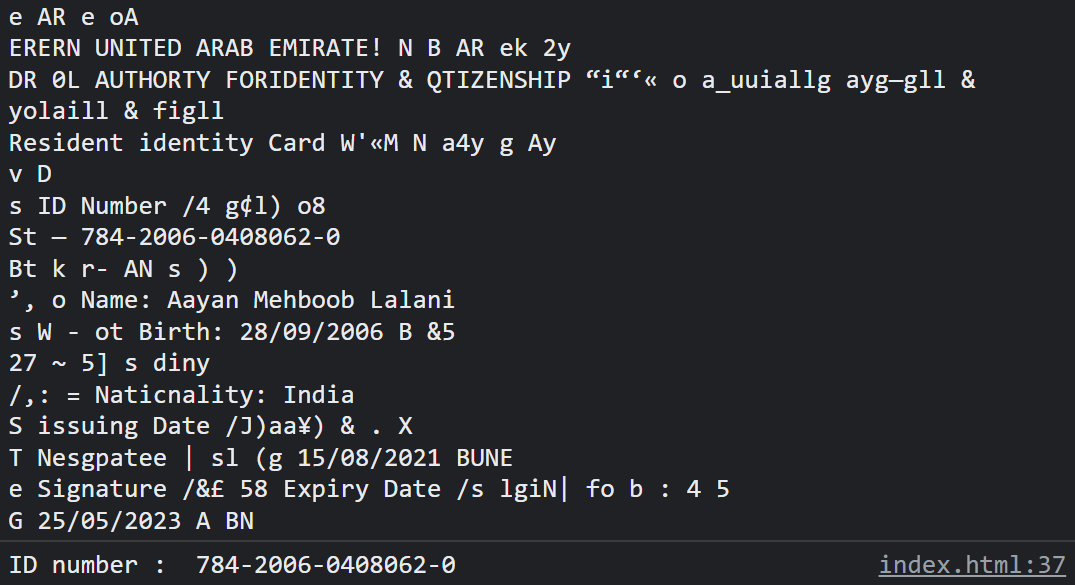 e AR e oA
ERERN UNITED ARAB EMIRATE! N B AR ek 2y
DR 0L AUTHORTY FORIDENTITY & QTIZENSHIP “i“‘« o a_uuiallg ayg—gll &
yolaill & figll
Resident identity Card W'«M N a4y g Ay
v D
s ID Number /4 g¢l) o8
St — 784-2006-0408062-0
Bt k r- AN s ) )
’, o Name: Aayan Mehboob Lalani
s W - ot Birth: 28/09/2006 B &5
27 ~ 5] s diny
/,: = Naticnality: India
S issuing Date /J)aa¥) & . X
T Nesgpatee | sl (g 15/08/2021 BUNE
e Signature /&£ 58 Expiry Date /s lgiN| fo b : 4 5
G 25/05/2023 A BN
ID number :  784-2006-0408062-0 index.html:37